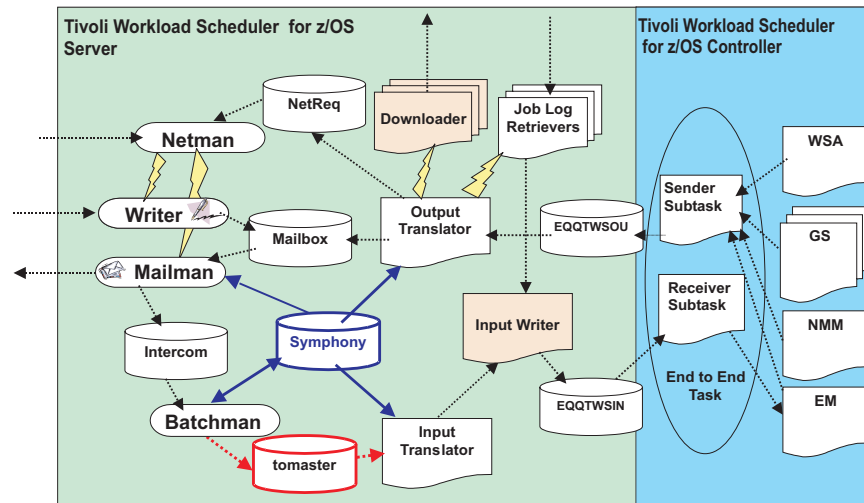 Tivoli Workload Scheduler for z/OS
Server
Tivoli Workload Scheduler
for z/OS Controller
NetReq
Downloader
Job Log
Retrievers
Netman
WSA
Sender
Subtask
Writer
Output
Translator
EQQTWSOU
GS
Mailbox
Mailman
Receiver
Subtask
Symphony
Input Writer
NMM
Intercom
End to End
Task
EQQTWSIN
EM
Batchman
Input
Translator
tomaster